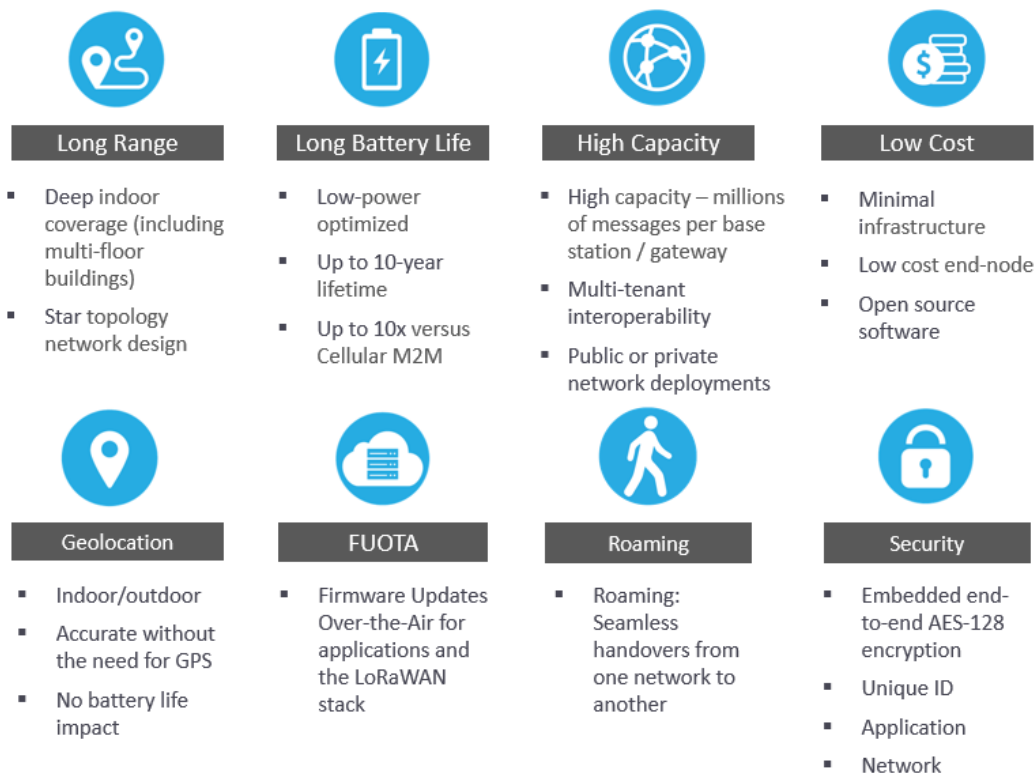 Long Range
▪ Deep indoor
coverage (including
multi-floor
buildings)
▪ Star topology
network design
Long Battery Life
▪ Low-power
optimized
▪ Up to 10-year
lifetime
▪ Up to 10x versus
Cellular M2M
High Capacity
▪ High capacity – millions
of messages per base
station / gateway
▪ Multi-tenant
interoperability
▪ Public or private
network deployments
$
Low Cost
▪ Minimal
infrastructure
▪ Low cost end-node
▪ Open source
software
Geolocation
▪ Indoor/outdoor
▪ Accurate without
the need for GPS
▪ No battery life
impact
FUOTA
▪ Firmware Updates
Over-the-Air for
applications and
the LoRaWAN
stack
Roaming
▪ Roaming:
Seamless
handovers from
one network to
another
Security
▪ Embedded end-
to-end AES-128
encryption
▪ Unique ID
▪ Application
▪ Network